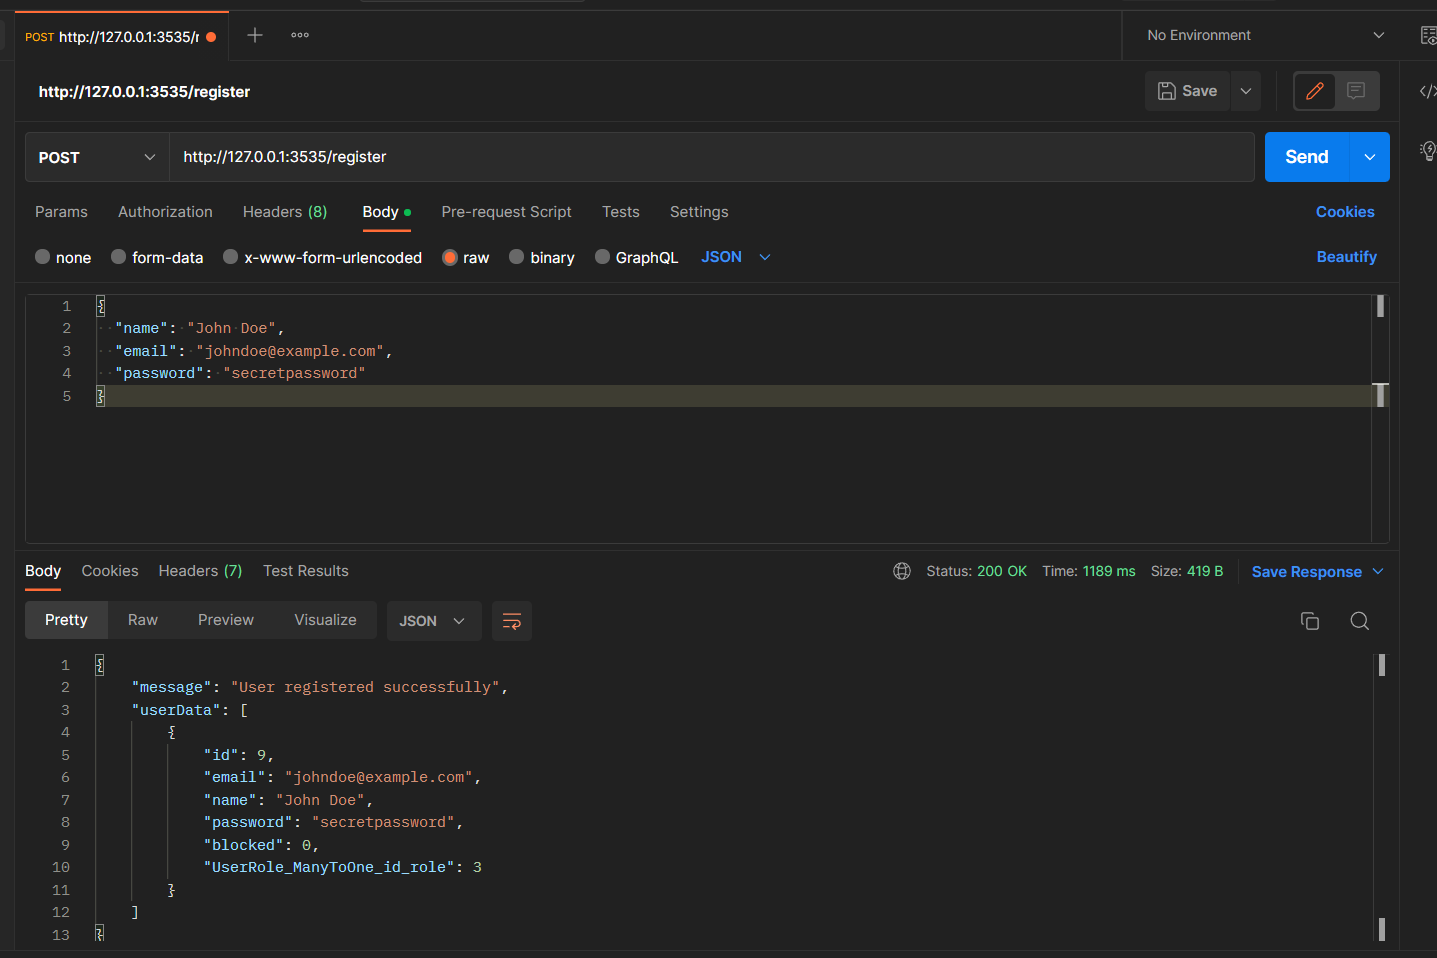 POST http://127.0.0.1:3535/r
No Environment
http://127.0.0.1:3535/register
Save
POST http://127.0.0.1:3535/register Send
Params Authorization Headers (8) Body Pre-request Script Tests Settings Cookies
none form-data x-www-form-urlencoded raw binary GraphQL JSON Beautify
1 {
2 "name": "John Doe",
3 "email": "johndoe@example.com",
4 "password": "secretpassword"
5 }
Body Cookies Headers (7) Test Results Status: 200 OK Time: 1189 ms Size: 419 B Save Response
Pretty Raw Preview Visualize JSON
1 {
2 "message": "User registered successfully",
3 "userData": [
4 {
5 "id": 9,
6 "email": "johndoe@example.com",
7 "name": "John Doe",
8 "password": "secretpassword",
9 "blocked": 0,
10 "UserRole_ManyToOne_id_role": 3
11 }
12 ]
13 }